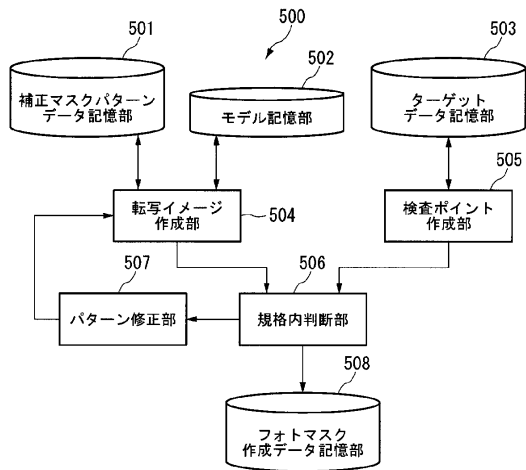 500
501
補正マスクパターン
データ記憶部
502
モデル記憶部
503
ターゲット
データ記憶部
転写イメージ
作成部
504
505
検査ポイント
作成部
507
パターン修正部
506
規格内判断部
508
フォトマスク
作成データ記憶部